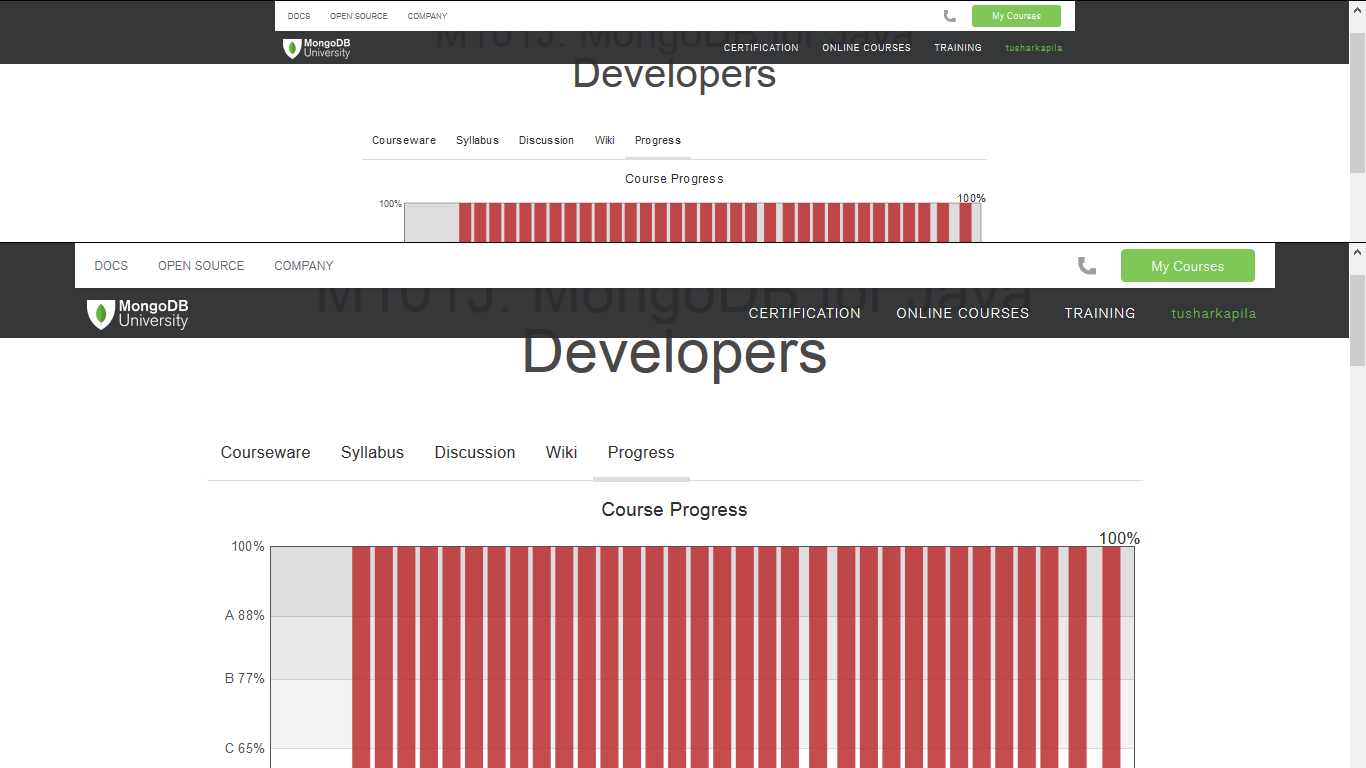 DOCS OPEN SOURCE COMPANY My Courses
M101J: MongoDB for Java
MongoDB
University
CERTIFICATION ONLINE COURSES TRAINING tusharkapila
Developers
Courseware Syllabus Discussion Wiki Progress
Course Progress
100%
100%
DOCS OPEN SOURCE COMPANY My Courses
M101J: MongoDB for Java
MongoDB
University
CERTIFICATION ONLINE COURSES TRAINING tusharkapila
Developers
Courseware Syllabus Discussion Wiki Progress
Course Progress
100%
100%
A 88%
B 77%
C 65%